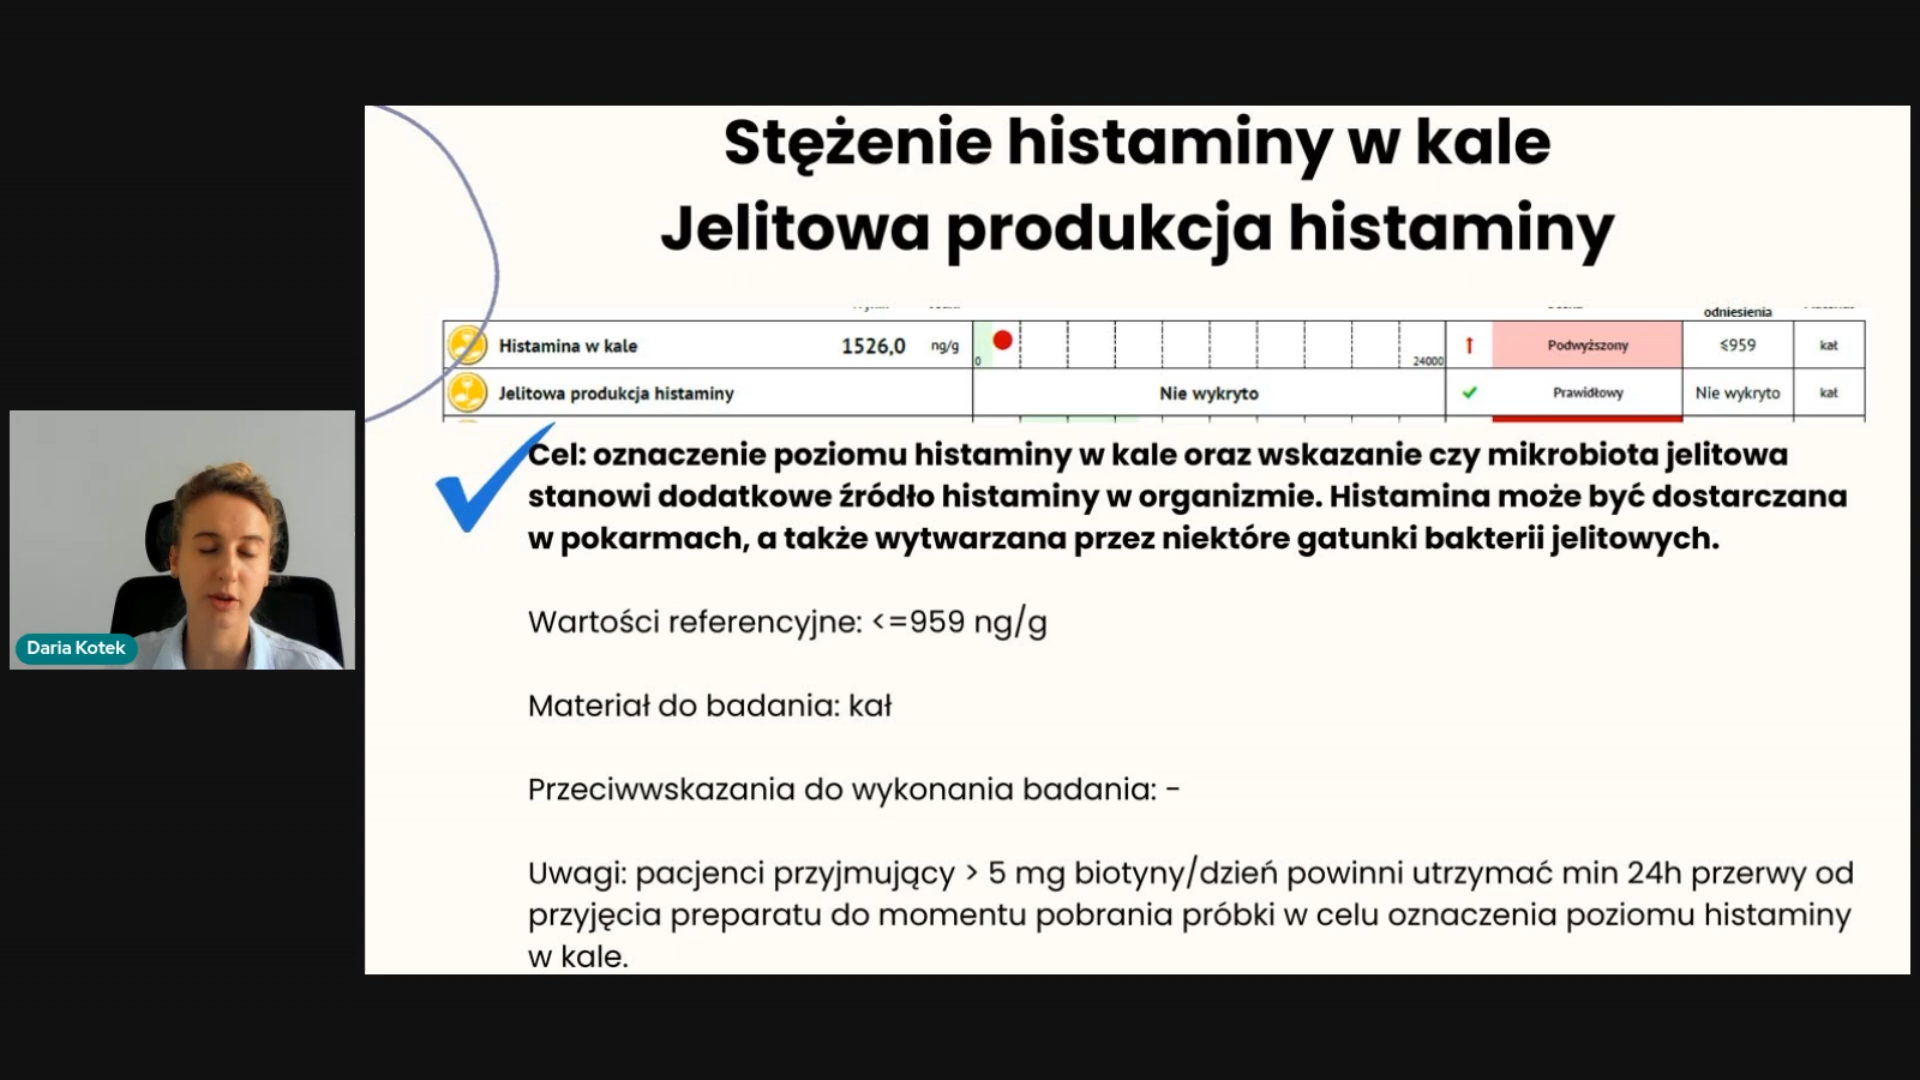 Stężenie histaminy w kale
Jelitowa produkcja histaminy
odniesienia
Histamina w kale 1526,0 ng/g 0 24000 Podwyższony ≤959 kał
Jelitowa produkcja histaminy Nie wykryto Prawidłowy Nie wykryto kał
Cel: oznaczenie poziomu histaminy w kale oraz wskazanie czy mikrobiota jelitowa
stanowi dodatkowe źródło histaminy w organizmie. Histamina może być dostarczana
w pokarmach, a także wytwarzana przez niektóre gatunki bakterii jelitowych.
Wartości referencyjne: <=959 ng/g
Materiał do badania: kał
Przeciwwskazania do wykonania badania: -
Uwagi: pacjenci przyjmujący > 5 mg biotyny/dzień powinni utrzymać min 24h przerwy od
przyjęcia preparatu do momentu pobrania próbki w celu oznaczenia poziomu histaminy
w kale.
Daria Kotek